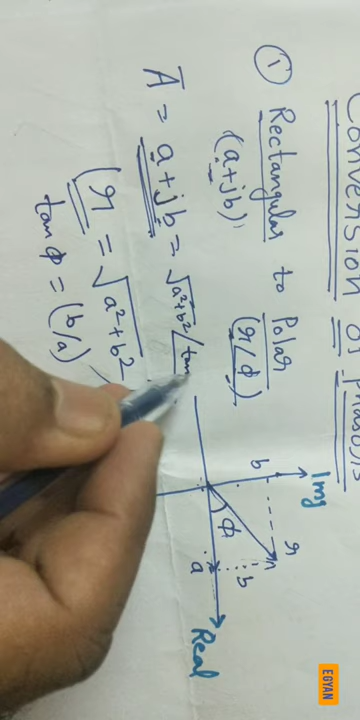 Conversion of Phasors
① Rectangular to Polar
(a+jb) (r/ϕ)
A̅ = a+jb = √a²+b² /tan
(r = √a²+b²
tan ϕ = (b/a)
Img
b
r
b
ϕ
a
Real
EGYAN